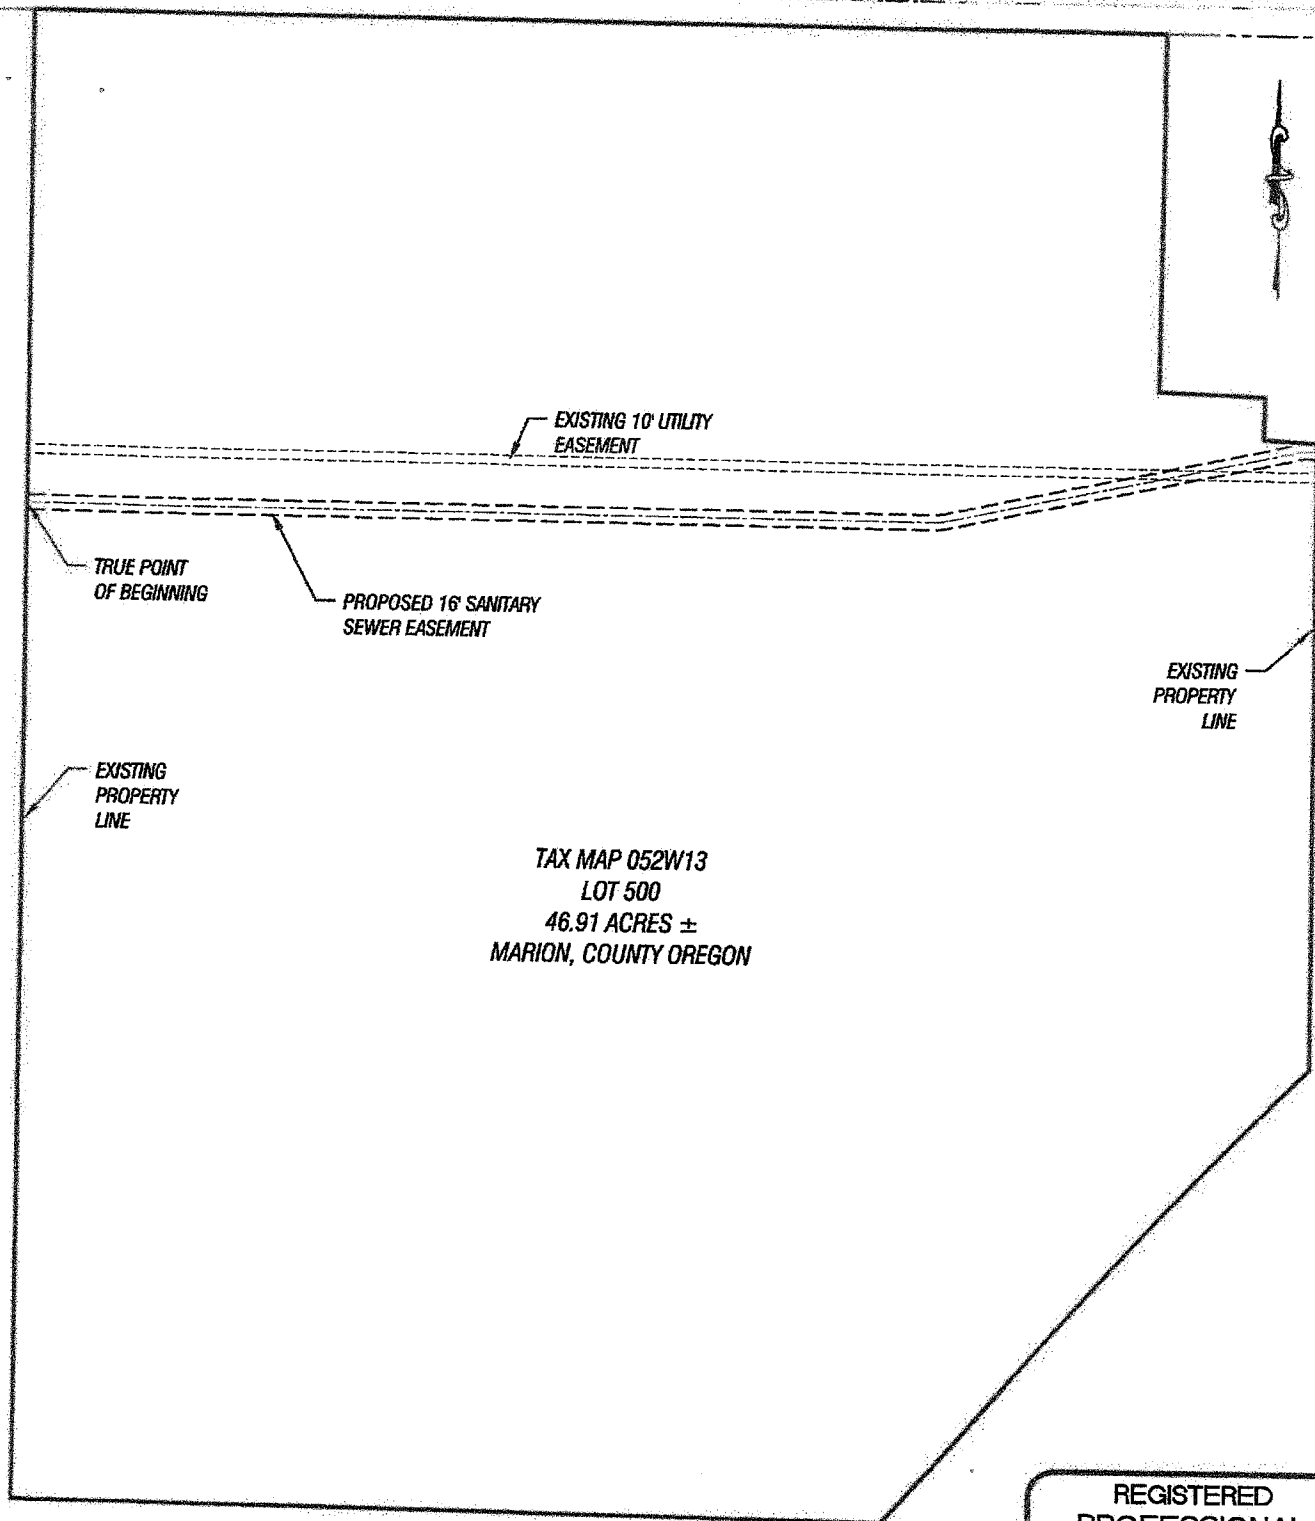 EXISTING 10' UTILITY
EASEMENT
TRUE POINT
OF BEGINNING
PROPOSED 16' SANITARY
SEWER EASEMENT
EXISTING
PROPERTY
LINE
EXISTING
PROPERTY
LINE
TAX MAP 052W13
LOT 500
46.91 ACRES ±
MARION, COUNTY OREGON
REGISTERED
PROFESSIONAL